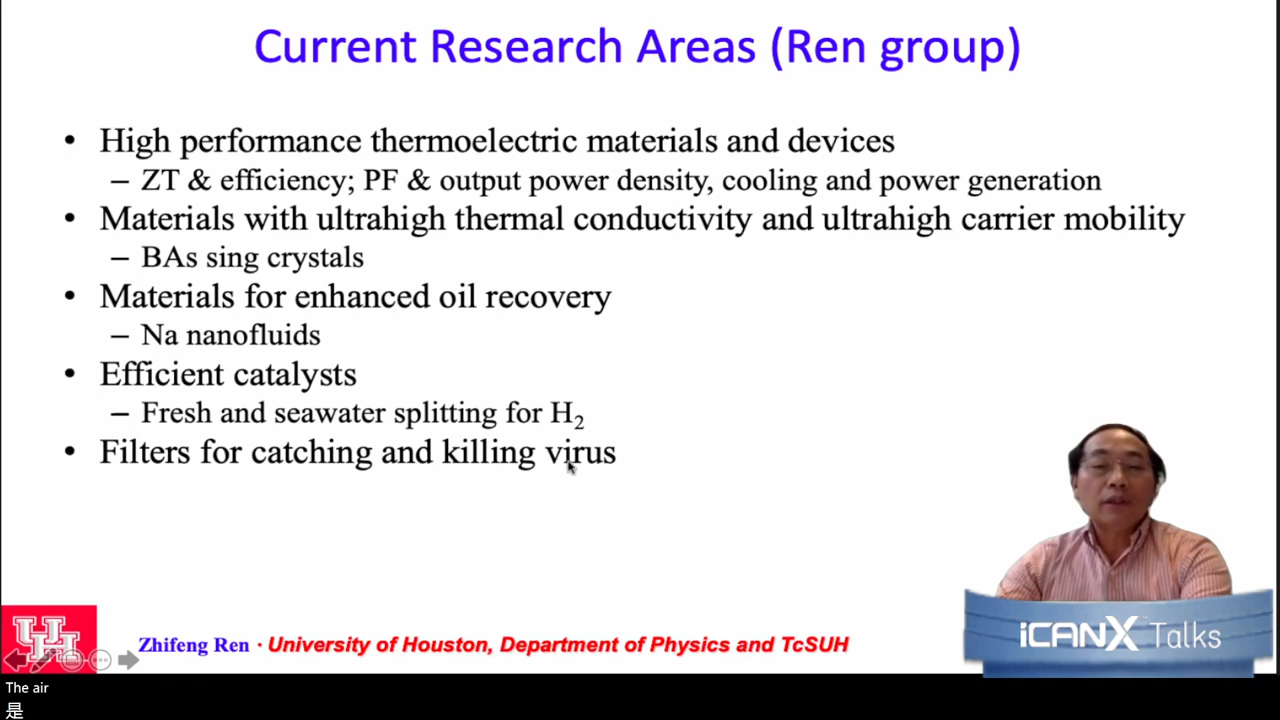 Current Research Areas (Ren group)
• High performance thermoelectric materials and devices
– ZT & efficiency; PF & output power density, cooling and power generation
• Materials with ultrahigh thermal conductivity and ultrahigh carrier mobility
– BAs sing crystals
• Materials for enhanced oil recovery
– Na nanofluids
• Efficient catalysts
– Fresh and seawater splitting for H₂
• Filters for catching and killing virus
iCANX Talks
UH
Zhifeng Ren · University of Houston, Department of Physics and TcSUH
The air
是